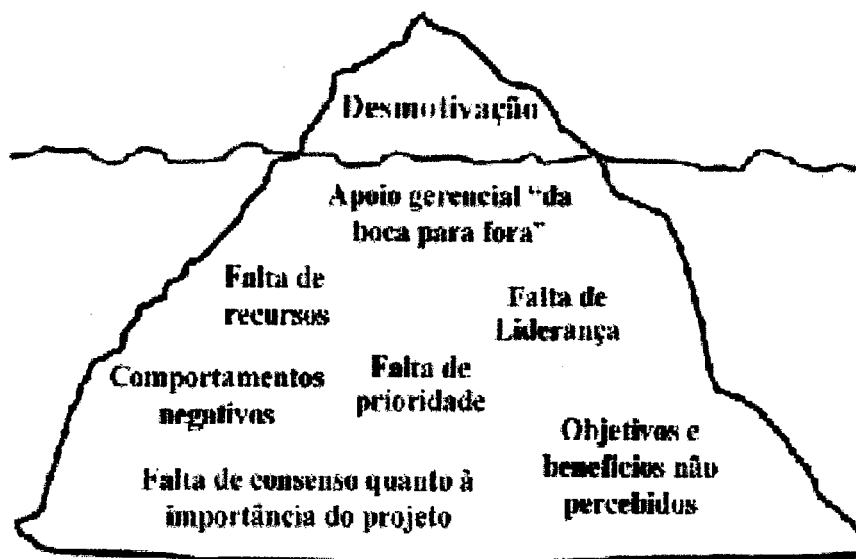 Desmotivação
Apoio gerencial “da
boca para fora”
Falta de
recursos
Falta de
Liderança
Comportamentos
negativos
Falta de
prioridade
Objetivos e
benefícios não
percebidos
Falta de consenso quanto à
importância do projeto